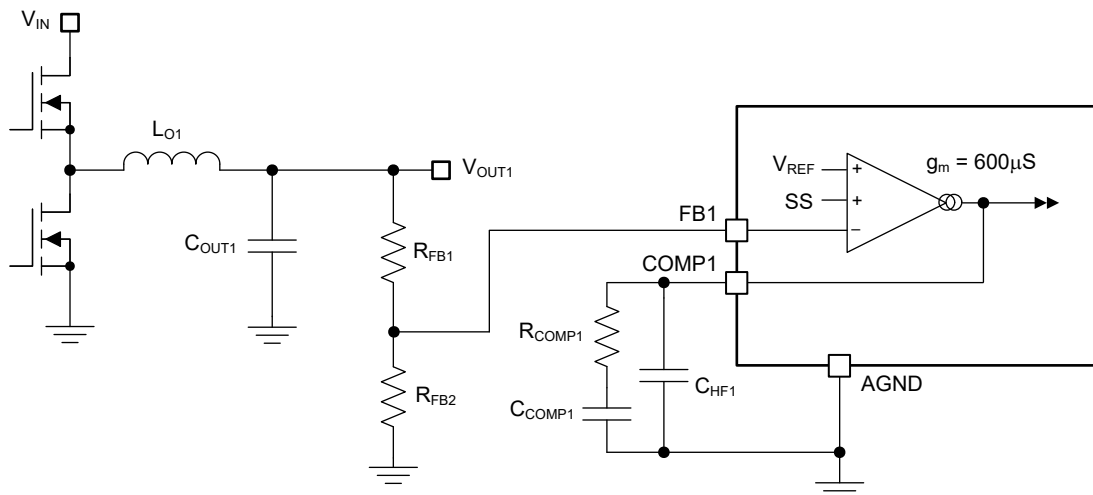 VIN
LO1
VOUT1
COUT1
RFB1
RFB2
FB1
COMP1
RCOMP1
CCOMP1
CHF1
VREF
SS
gm = 600μS
+
+
−
AGND